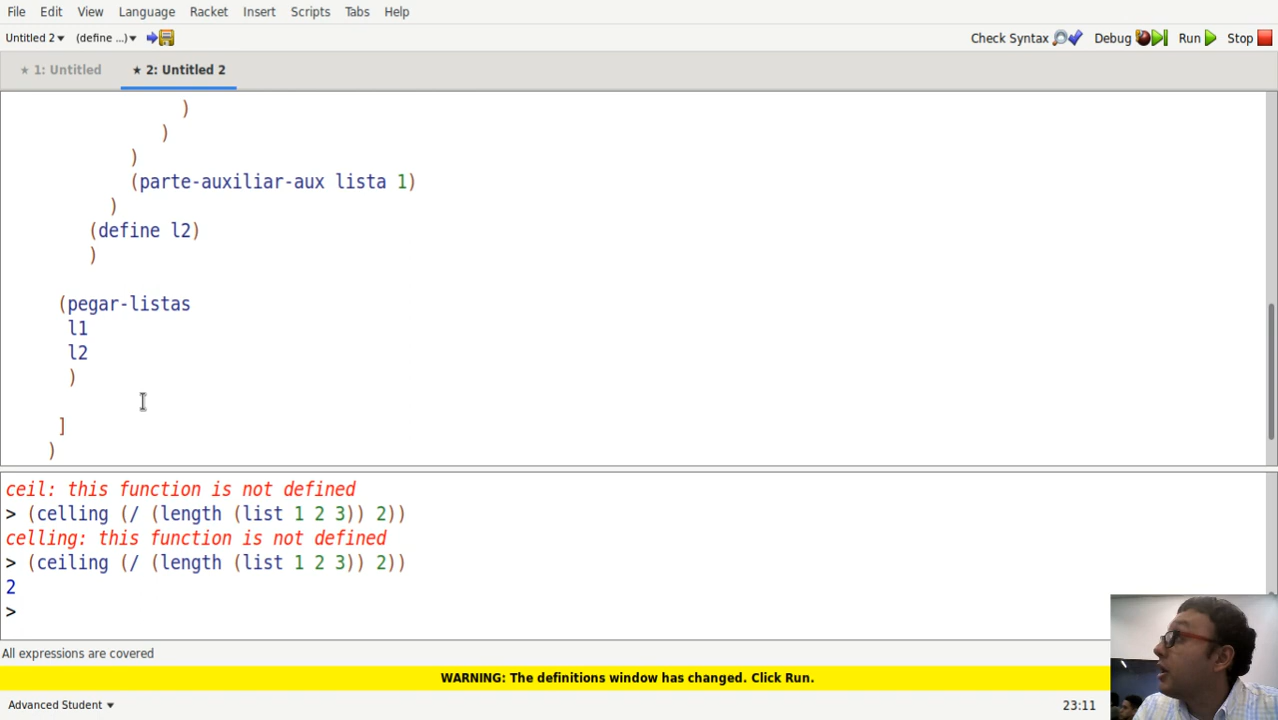 File Edit View Language Racket Insert Scripts Tabs Help
Untitled 2 (define ...) Check Syntax Debug Run Stop
★ 1: Untitled ★ 2: Untitled 2
)
)
)
(parte-auxiliar-aux lista 1)
)
(define l2)
)
(pegar-listas
l1
l2
)
]
)
ceil: this function is not defined
> (celling (/ (length (list 1 2 3)) 2))
celling: this function is not defined
> (ceiling (/ (length (list 1 2 3)) 2))
2
>
All expressions are covered
WARNING: The definitions window has changed. Click Run.
Advanced Student 23:11